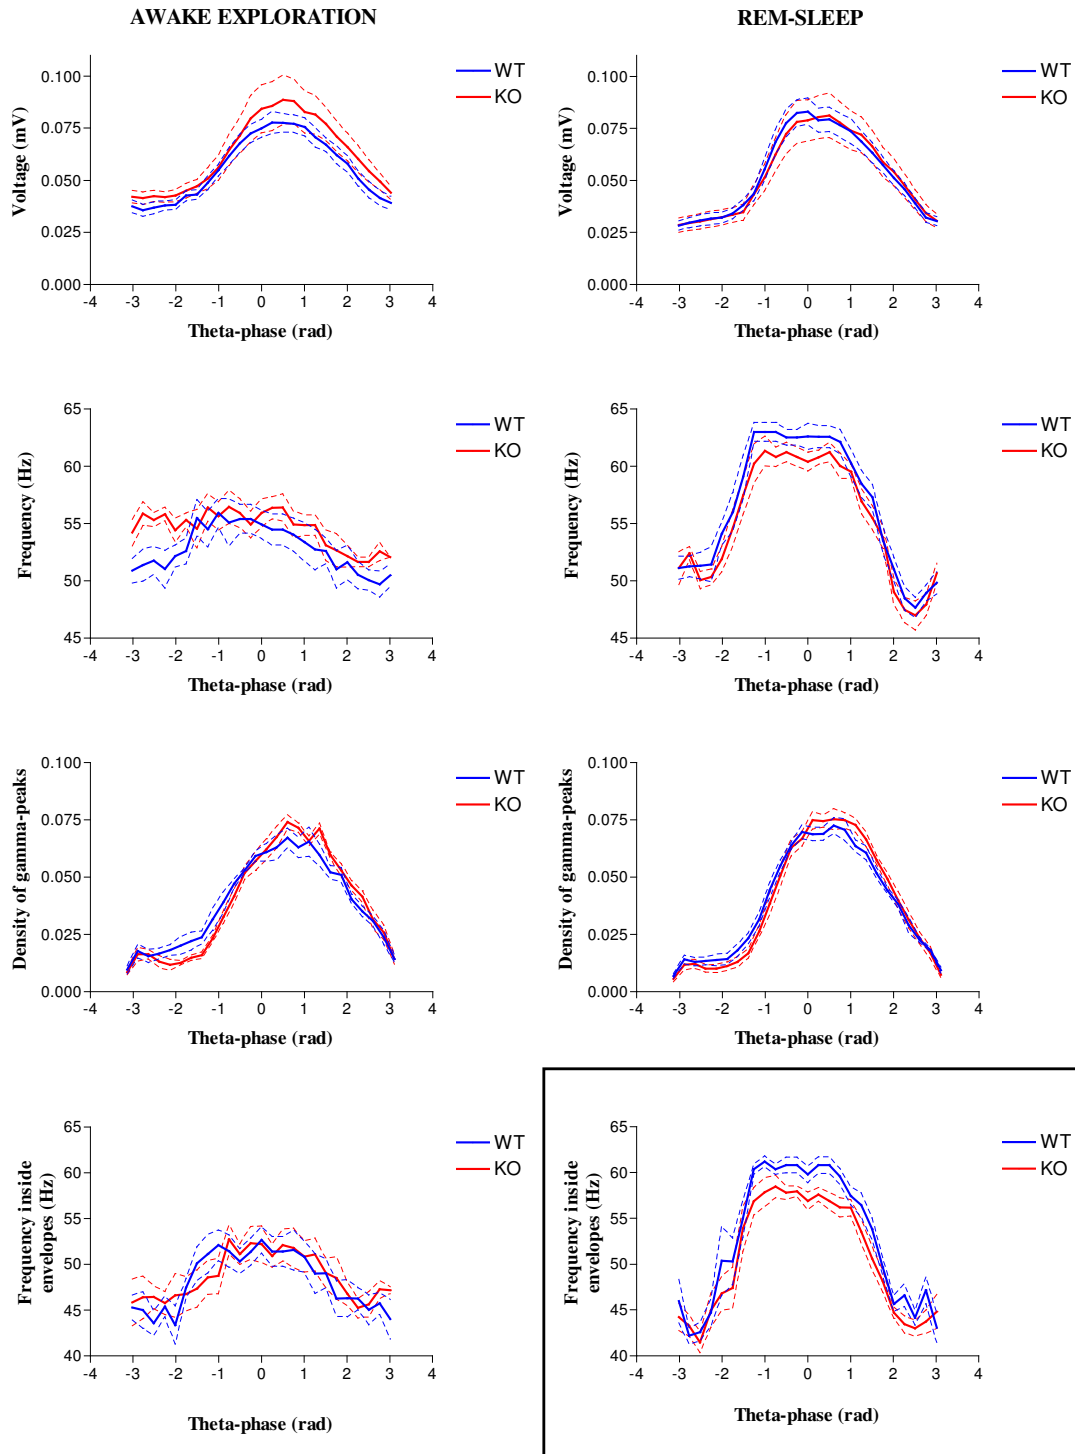 AWAKE EXPLORATION
REM-SLEEP
Voltage (mV)
0.100
0.075
0.050
0.025
0.000
-4 -3 -2 -1 0 1 2 3 4
Theta-phase (rad)
WT
KO
Voltage (mV)
0.100
0.075
0.050
0.025
0.000
-4 -3 -2 -1 0 1 2 3 4
Theta-phase (rad)
WT
KO
Frequency (Hz)
65
60
55
50
45
-4 -3 -2 -1 0 1 2 3 4
Theta-phase (rad)
WT
KO
Frequency (Hz)
65
60
55
50
45
-4 -3 -2 -1 0 1 2 3 4
Theta-phase (rad)
WT
KO
Density of gamma-peaks
0.100
0.075
0.050
0.025
0.000
-4 -3 -2 -1 0 1 2 3 4
Theta-phase (rad)
WT
KO
Density of gamma-peaks
0.100
0.075
0.050
0.025
0.000
-4 -3 -2 -1 0 1 2 3 4
Theta-phase (rad)
WT
KO
Frequency inside
envelopes (Hz)
65
60
55
50
45
40
-4 -3 -2 -1 0 1 2 3 4
Theta-phase (rad)
WT
KO
Frequency inside
envelopes (Hz)
65
60
55
50
45
40
-4 -3 -2 -1 0 1 2 3 4
Theta-phase (rad)
WT
KO